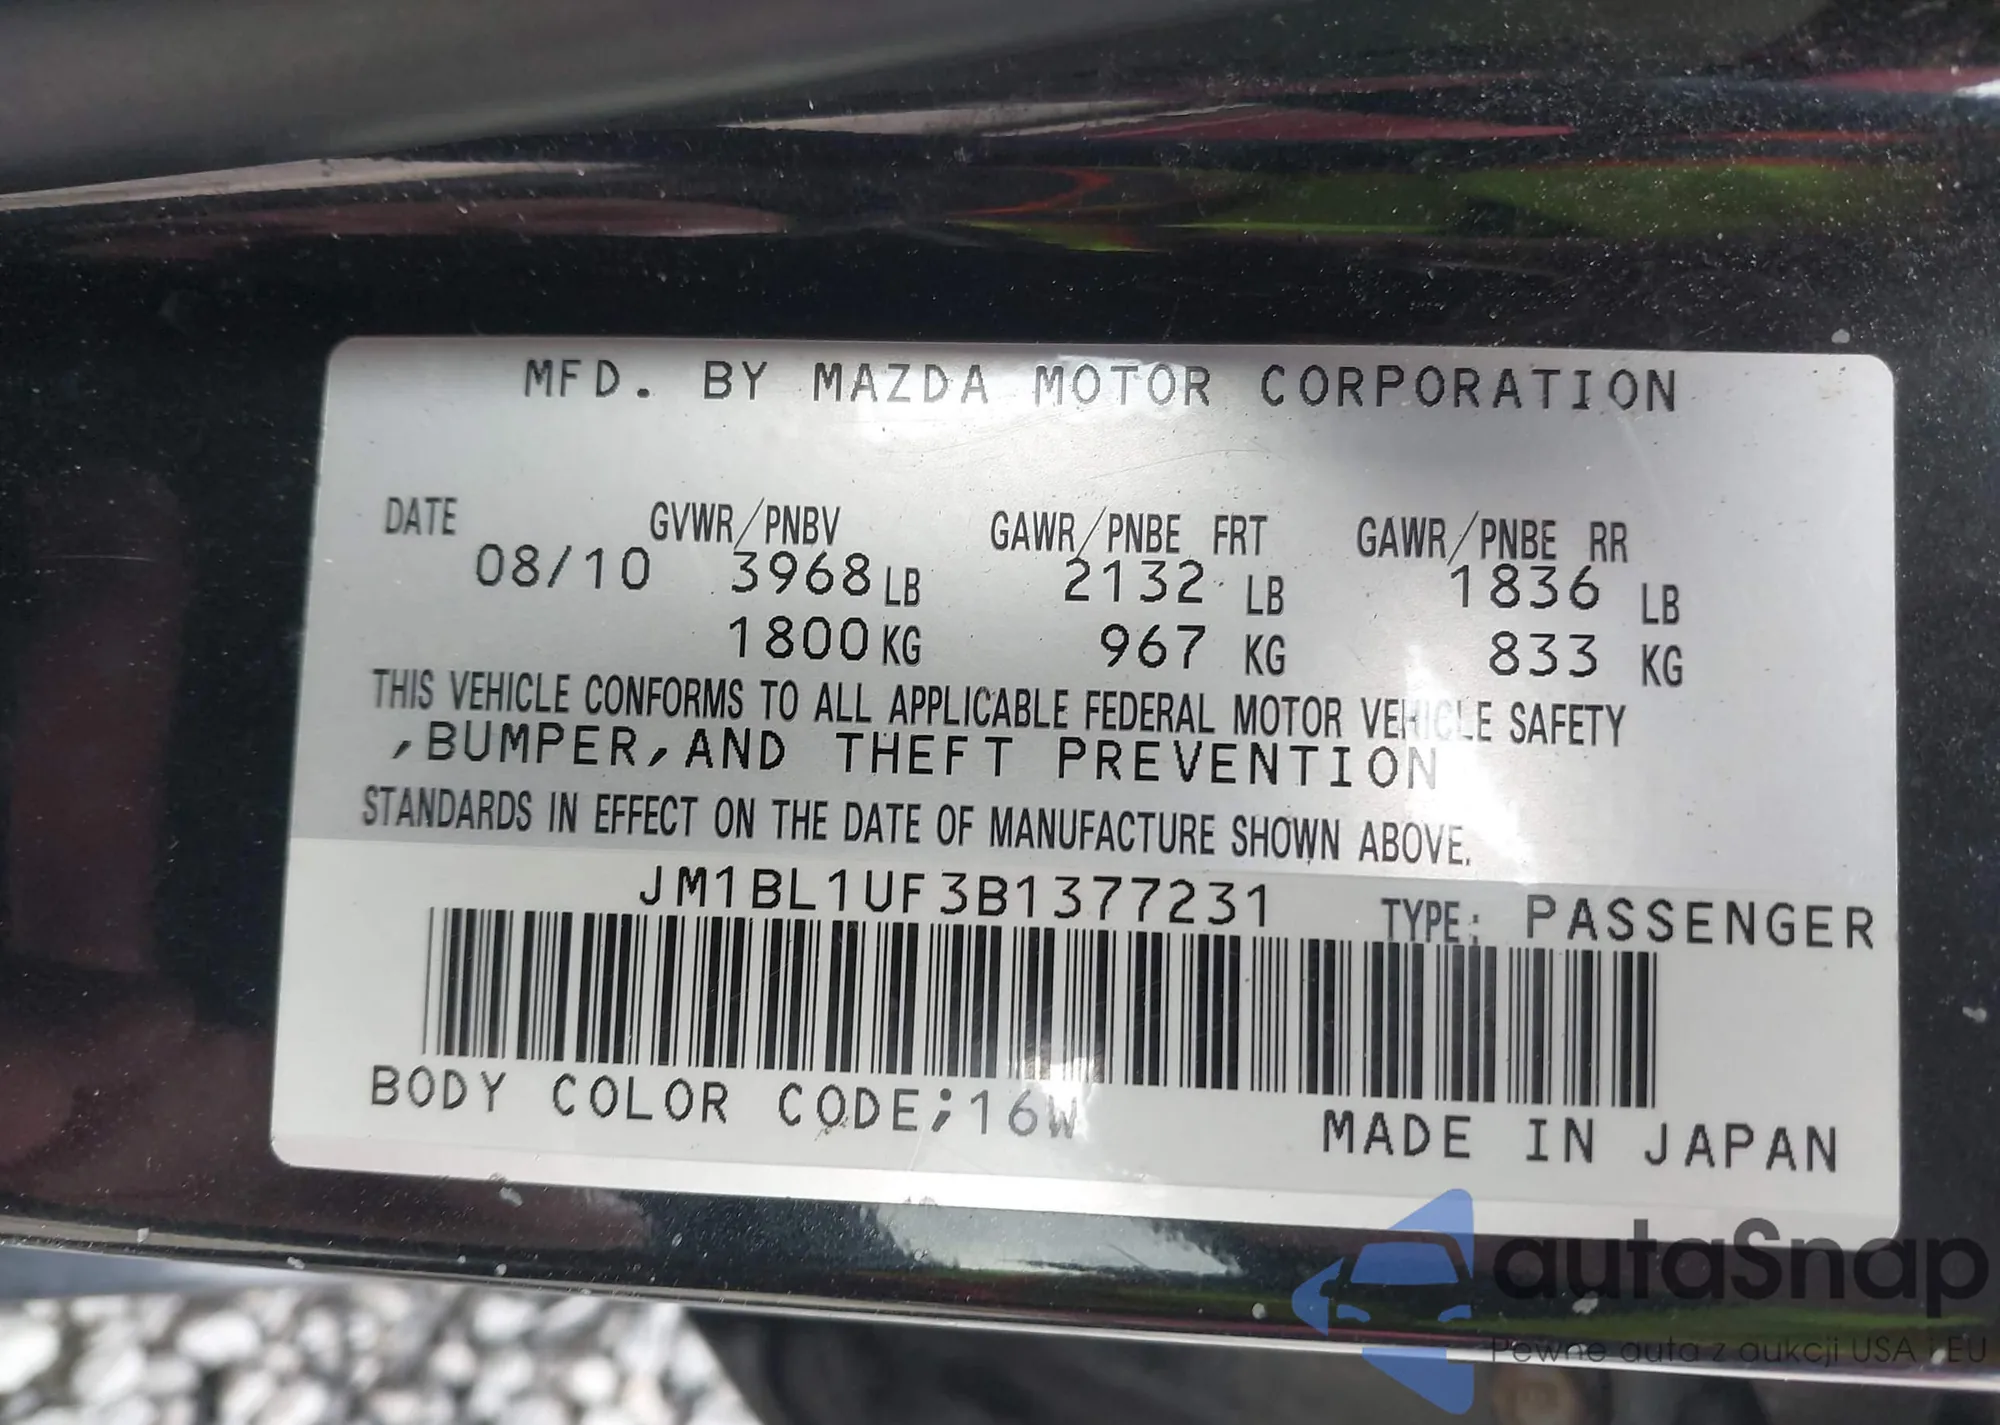 MFD. BY MAZDA MOTOR CORPORATION
DATE GVWR/PNBV GAWR/PNBE FRT GAWR/PNBE RR
08/10 3968 LB 2132 LB 1836 LB
1800 KG 967 KG 833 KG
THIS VEHICLE CONFORMS TO ALL APPLICABLE FEDERAL MOTOR VEHICLE SAFETY
,BUMPER,AND THEFT PREVENTION
STANDARDS IN EFFECT ON THE DATE OF MANUFACTURE SHOWN ABOVE.
JM1BL1UF3B1377231 TYPE: PASSENGER
BODY COLOR CODE;16W
MADE IN JAPAN
autaSnap
Pewne auta z aukcji USA i EU